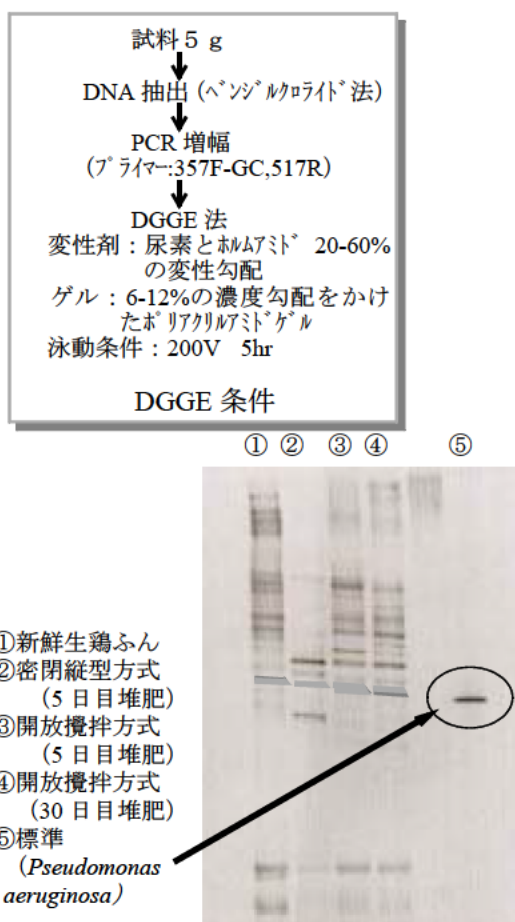 試料５ｇ
DNA 抽出(ﾍﾞﾝｼﾞﾙｸﾛﾗｲﾄﾞ法)
PCR 増幅
(ﾌﾟﾗｲﾏｰ:357F-GC,517R)
DGGE 法
変性剤：尿素とﾎﾙﾑｱﾐﾄﾞ 20-60%
の変性勾配
ゲル：6-12%の濃度勾配をかけ
たﾎﾟﾘｱｸﾘﾙｱﾐﾄﾞｹﾞﾙ
泳動条件：200V 5hr
DGGE 条件
① ② ③ ④ ⑤
①新鮮生鶏ふん
②密閉縦型方式
(5 日目堆肥)
③開放攪拌方式
(5 日目堆肥)
④開放攪拌方式
(30 日目堆肥)
⑤標準
(Pseudomonas
aeruginosa)